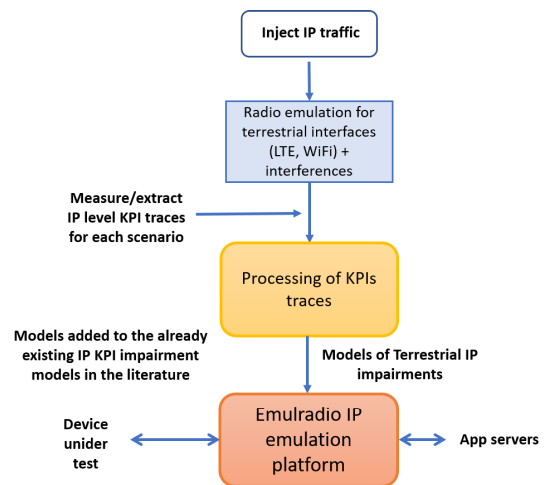 Inject IP traffic
Radio emulation for
terrestrial interfaces
(LTE, WiFi) +
interferences
Measure/extract
IP level KPI traces
for each scenario
Processing of KPIs
traces
Models added to the already
existing IP KPI impairment
models in the literature
Models of Terrestrial IP
impairments
Device
unider
test
Emulradio IP
emulation
platform
App servers